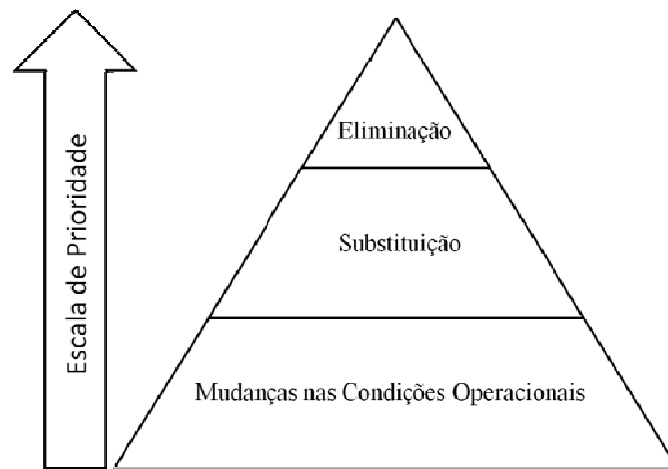 Escala de Prioridade
Eliminação
Substituição
Mudanças nas Condições Operacionais